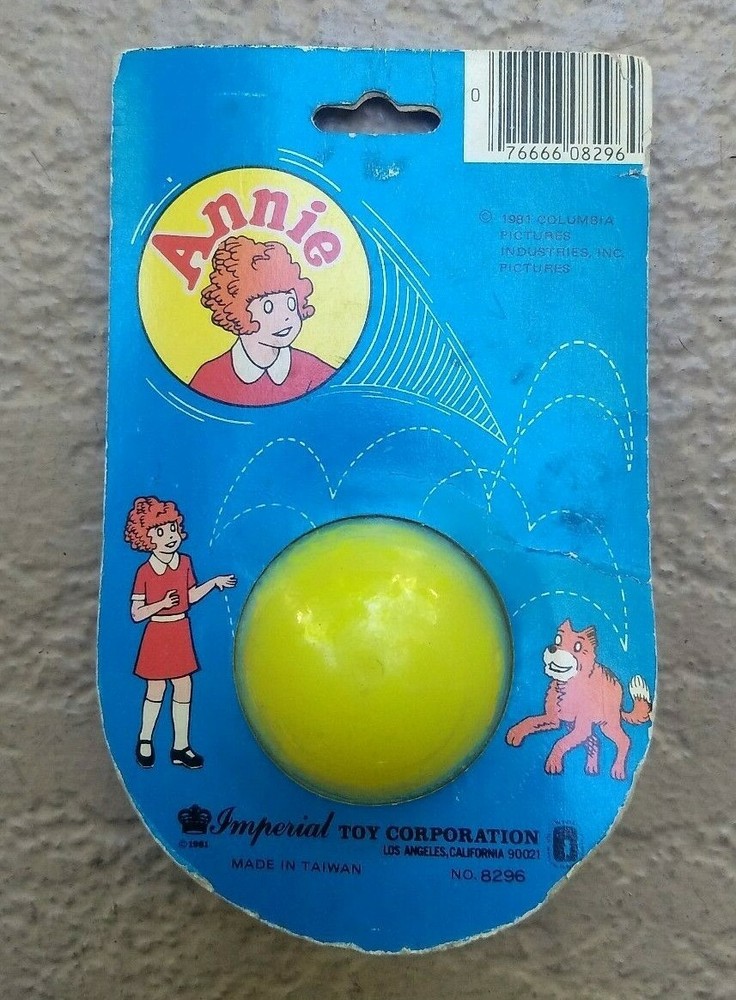 0
76666 08296
Annie
© 1981 COLUMBIA
PICTURES
INDUSTRIES, INC.
PICTURES
Imperial TOY CORPORATION
© 1981
LOS ANGELES, CALIFORNIA 90021
MADE IN TAIWAN
NO. 8296